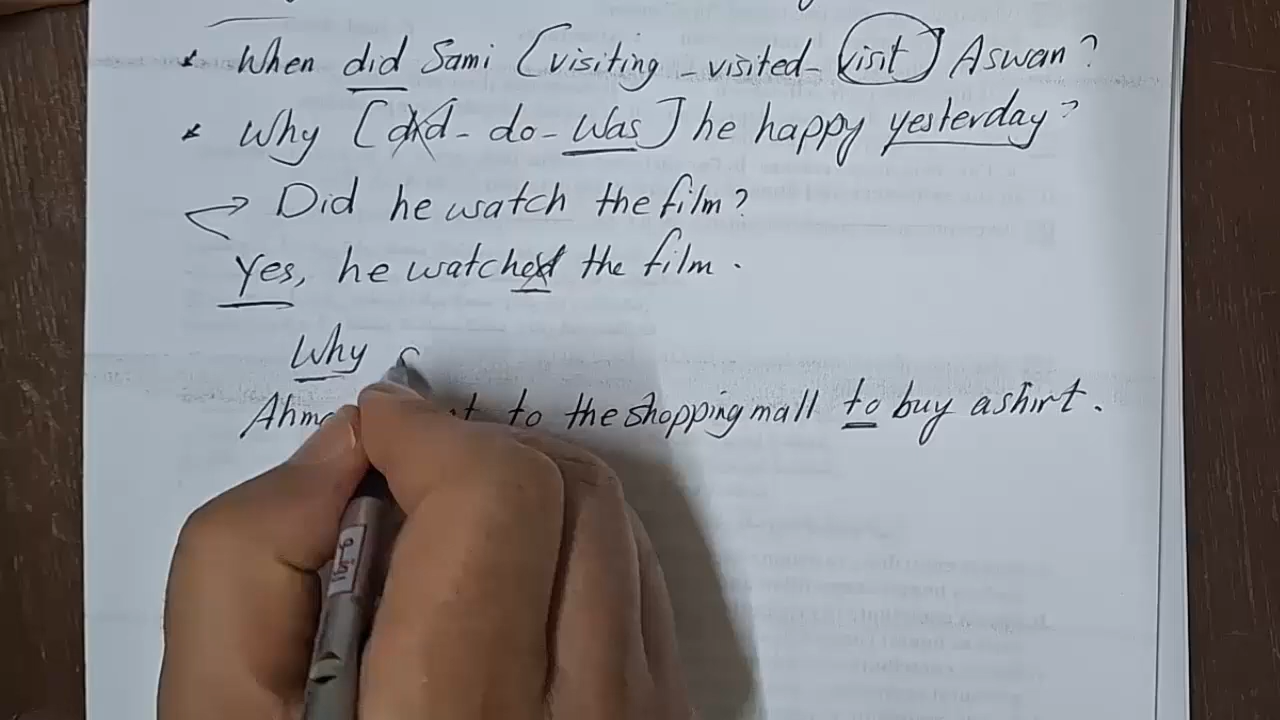 * When did Sami [visiting - visited - visit] Aswan?
* Why [did - do - was] he happy yesterday?
Did he watch the film?
Yes, he watched the film.
Why
to the shopping mall to buy a shirt.